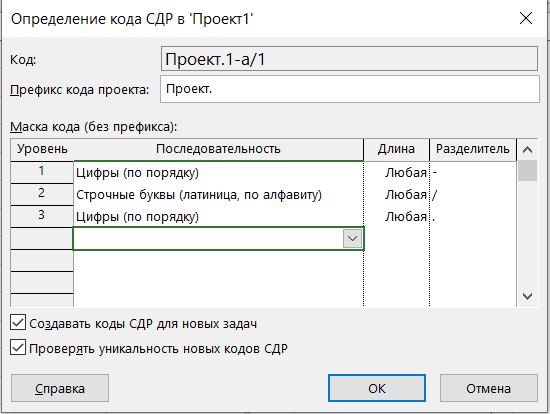 Определение кода СДР в 'Проект1'
Код: Проект.1-a/1
Префикс кода проекта: Проект.
Маска кода (без префикса):
Уровень Последовательность Длина Разделитель
1 Цифры (по порядку) Любая -
2 Строчные буквы (латиница, по алфавиту) Любая /
3 Цифры (по порядку) Любая .
Создавать коды СДР для новых задач
Проверять уникальность новых кодов СДР
Справка ОК Отмена